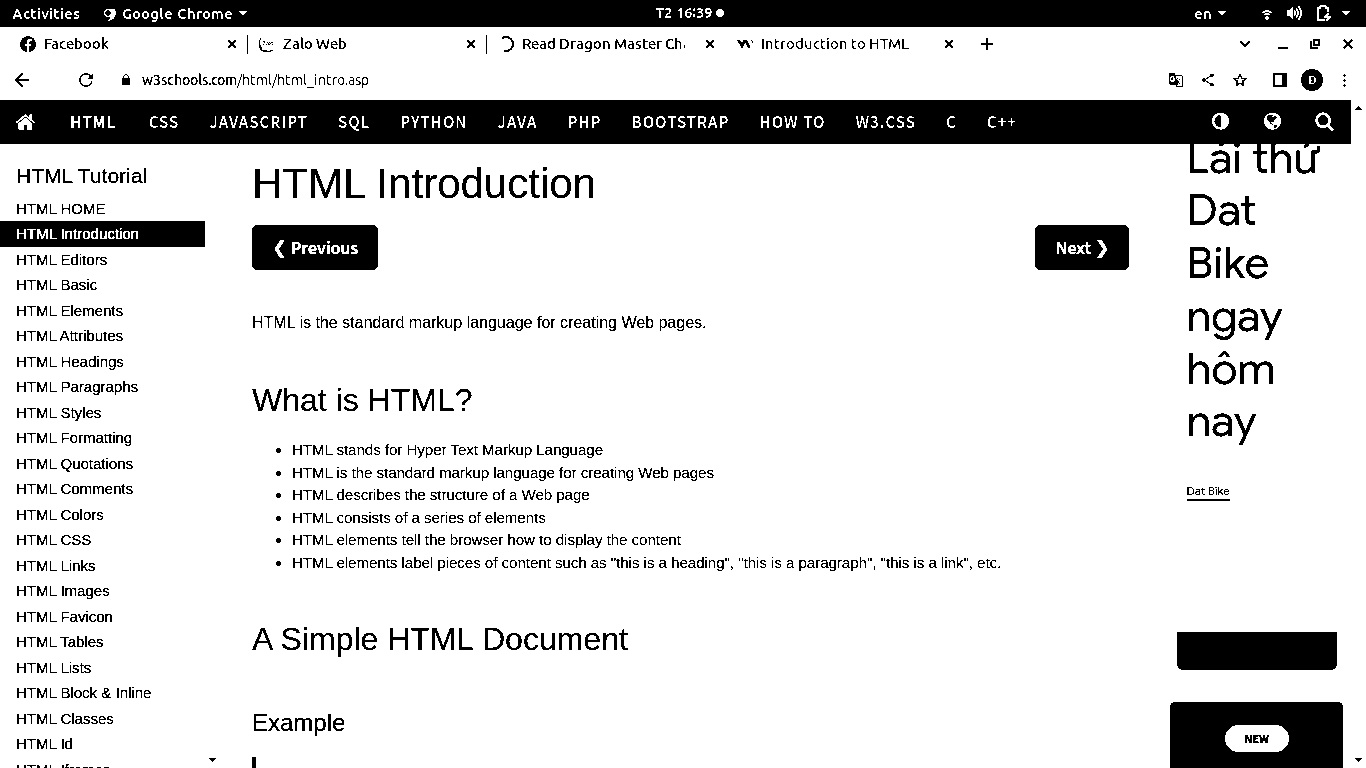 Activities Google Chrome T2 16:39 en
Facebook Zalo Web Read Dragon Master Ch Introduction to HTML
w3schools.com/html/html_intro.asp D
HTML CSS JAVASCRIPT SQL PYTHON JAVA PHP BOOTSTRAP HOW TO W3.CSS C C++
HTML Tutorial
HTML HOME
HTML Introduction
HTML Editors
HTML Basic
HTML Elements
HTML Attributes
HTML Headings
HTML Paragraphs
HTML Styles
HTML Formatting
HTML Quotations
HTML Comments
HTML Colors
HTML CSS
HTML Links
HTML Images
HTML Favicon
HTML Tables
HTML Lists
HTML Block & Inline
HTML Classes
HTML Id
HTML Iframes
HTML Introduction
❮ Previous
Next ❯
HTML is the standard markup language for creating Web pages.
What is HTML?
• HTML stands for Hyper Text Markup Language
• HTML is the standard markup language for creating Web pages
• HTML describes the structure of a Web page
• HTML consists of a series of elements
• HTML elements tell the browser how to display the content
• HTML elements label pieces of content such as "this is a heading", "this is a paragraph", "this is a link", etc.
A Simple HTML Document
Example
Lái thử
Dat
Bike
ngay
hôm
nay
Dat Bike
NEW